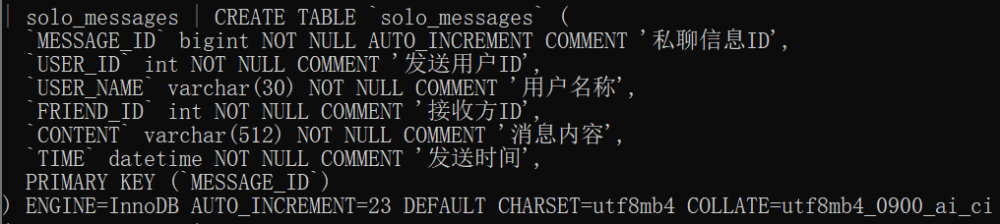 | solo_messages | CREATE TABLE `solo_messages` (
`MESSAGE_ID` bigint NOT NULL AUTO_INCREMENT COMMENT '私聊信息ID',
`USER_ID` int NOT NULL COMMENT '发送用户ID',
`USER_NAME` varchar(30) NOT NULL COMMENT '用户名称',
`FRIEND_ID` int NOT NULL COMMENT '接收方ID',
`CONTENT` varchar(512) NOT NULL COMMENT '消息内容',
`TIME` datetime NOT NULL COMMENT '发送时间',
PRIMARY KEY (`MESSAGE_ID`)
) ENGINE=InnoDB AUTO_INCREMENT=23 DEFAULT CHARSET=utf8mb4 COLLATE=utf8mb4_0900_ai_ci